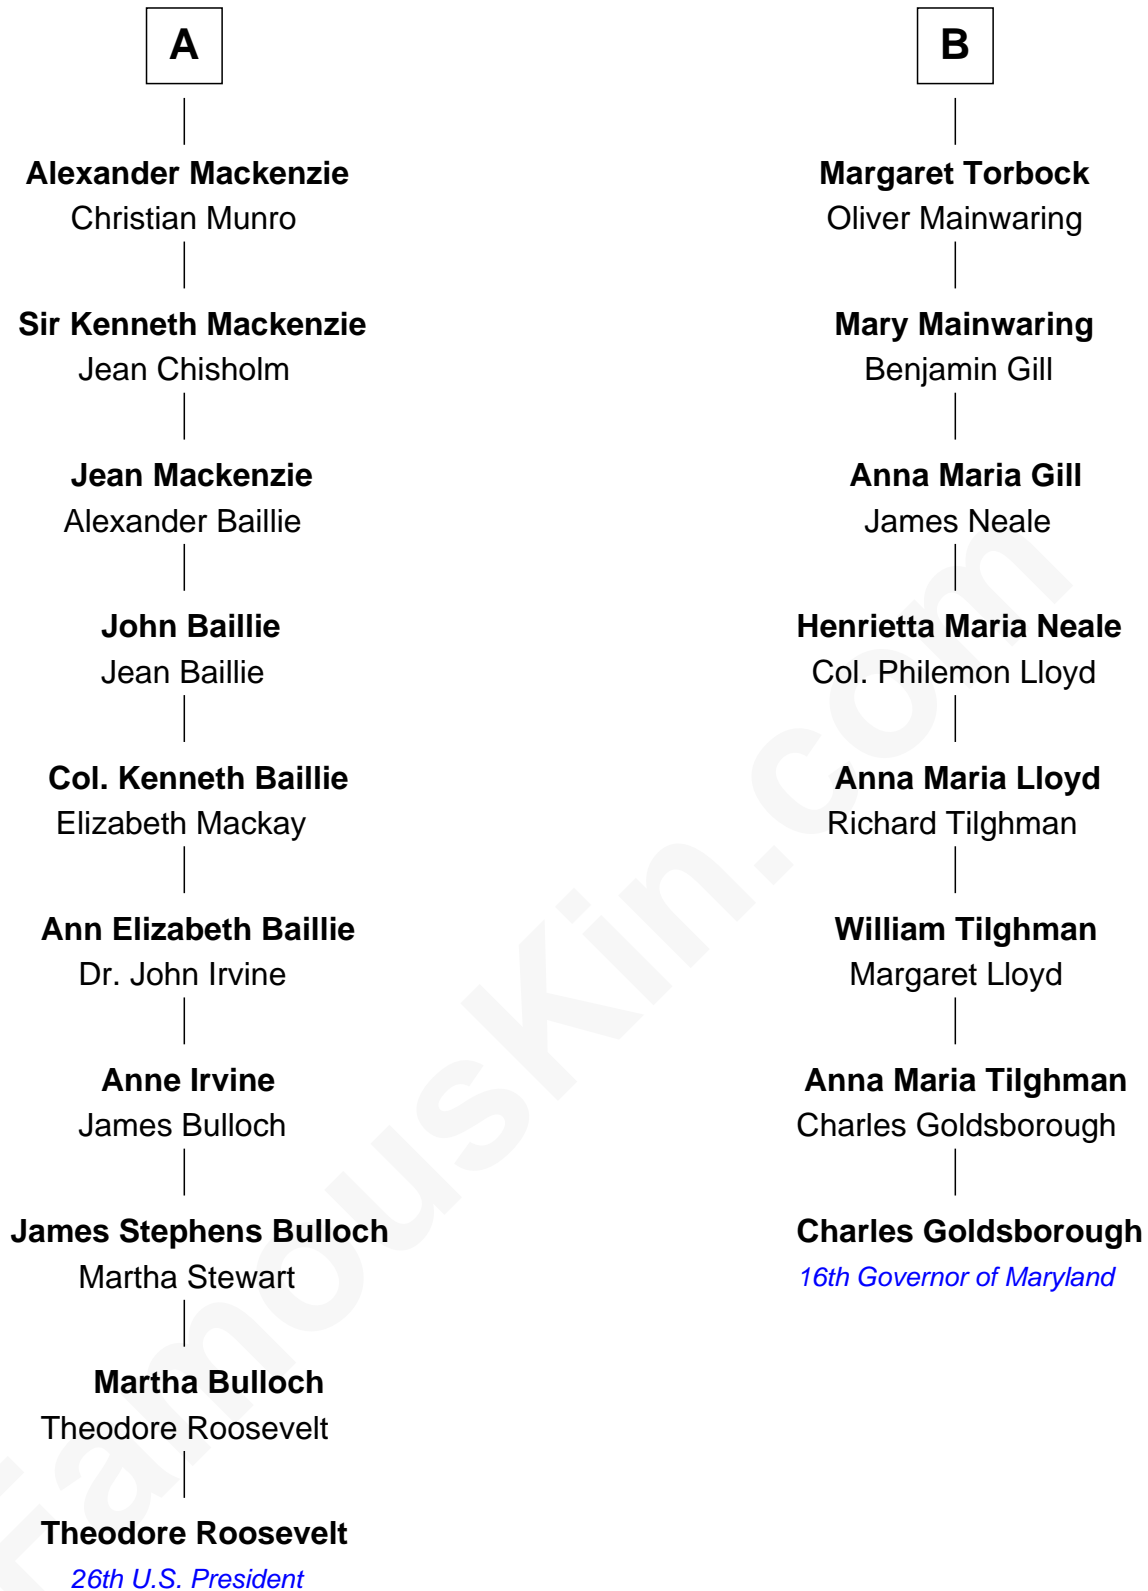 A
Alexander Mackenzie
Christian Munro
Sir Kenneth Mackenzie
Jean Chisholm
Jean Mackenzie
Alexander Baillie
John Baillie
Jean Baillie
Col. Kenneth Baillie
Elizabeth Mackay
Ann Elizabeth Baillie
Dr. John Irvine
Anne Irvine
James Bulloch
James Stephens Bulloch
Martha Stewart
Martha Bulloch
Theodore Roosevelt
Theodore Roosevelt
26th U.S. President
B
Margaret Torbock
Oliver Mainwaring
Mary Mainwaring
Benjamin Gill
Anna Maria Gill
James Neale
Henrietta Maria Neale
Col. Philemon Lloyd
Anna Maria Lloyd
Richard Tilghman
William Tilghman
Margaret Lloyd
Anna Maria Tilghman
Charles Goldsborough
Charles Goldsborough
16th Governor of Maryland
FamousKin.com